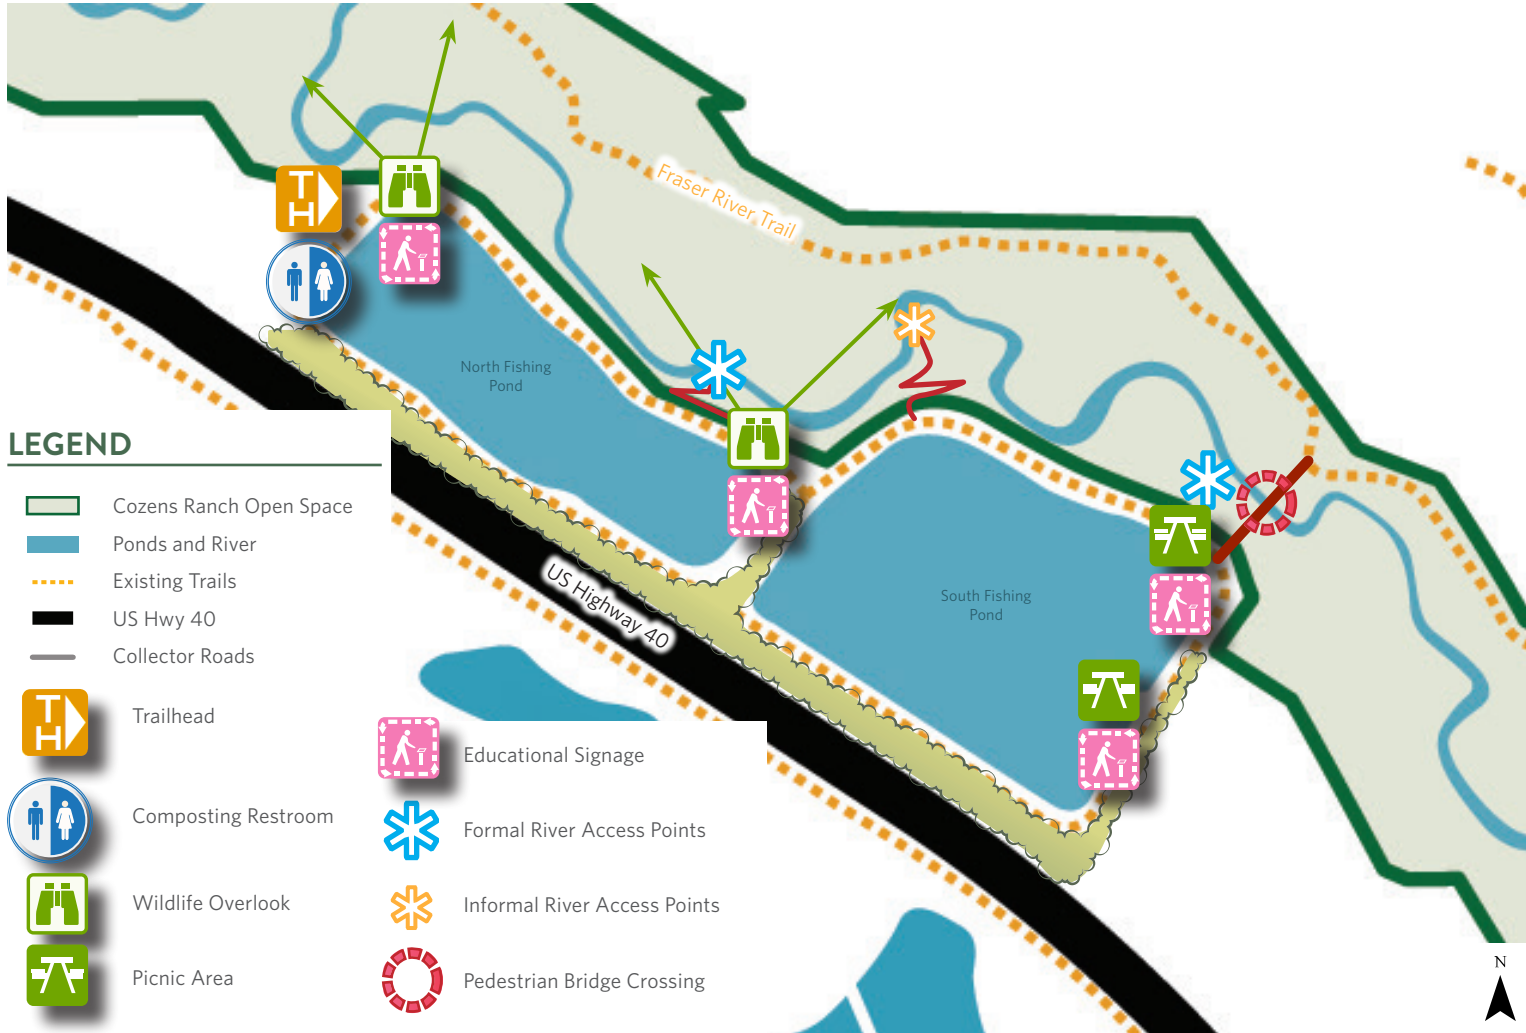 Fraser River Trail
North Fishing
Pond
LEGEND
Cozens Ranch Open Space
Ponds and River
Existing Trails
US Hwy 40
Collector Roads
T
H
Trailhead
Composting Restroom
Wildlife Overlook
Picnic Area
Educational Signage
Formal River Access Points
Informal River Access Points
Pedestrian Bridge Crossing
US Highway 40
South Fishing
Pond
T
H
N